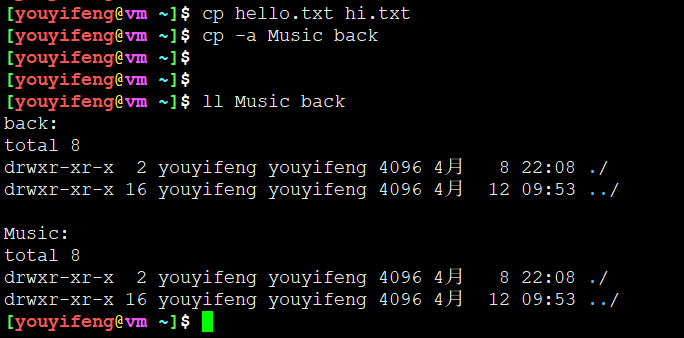 [youyifeng@vm ~]$ cp hello.txt hi.txt
[youyifeng@vm ~]$ cp -a Music back
[youyifeng@vm ~]$
[youyifeng@vm ~]$
[youyifeng@vm ~]$ ll Music back
back:
total 8
drwxr-xr-x  2 youyifeng youyifeng 4096 4月   8 22:08 ./
drwxr-xr-x 16 youyifeng youyifeng 4096 4月  12 09:53 ../

Music:
total 8
drwxr-xr-x  2 youyifeng youyifeng 4096 4月   8 22:08 ./
drwxr-xr-x 16 youyifeng youyifeng 4096 4月  12 09:53 ../
[youyifeng@vm ~]$